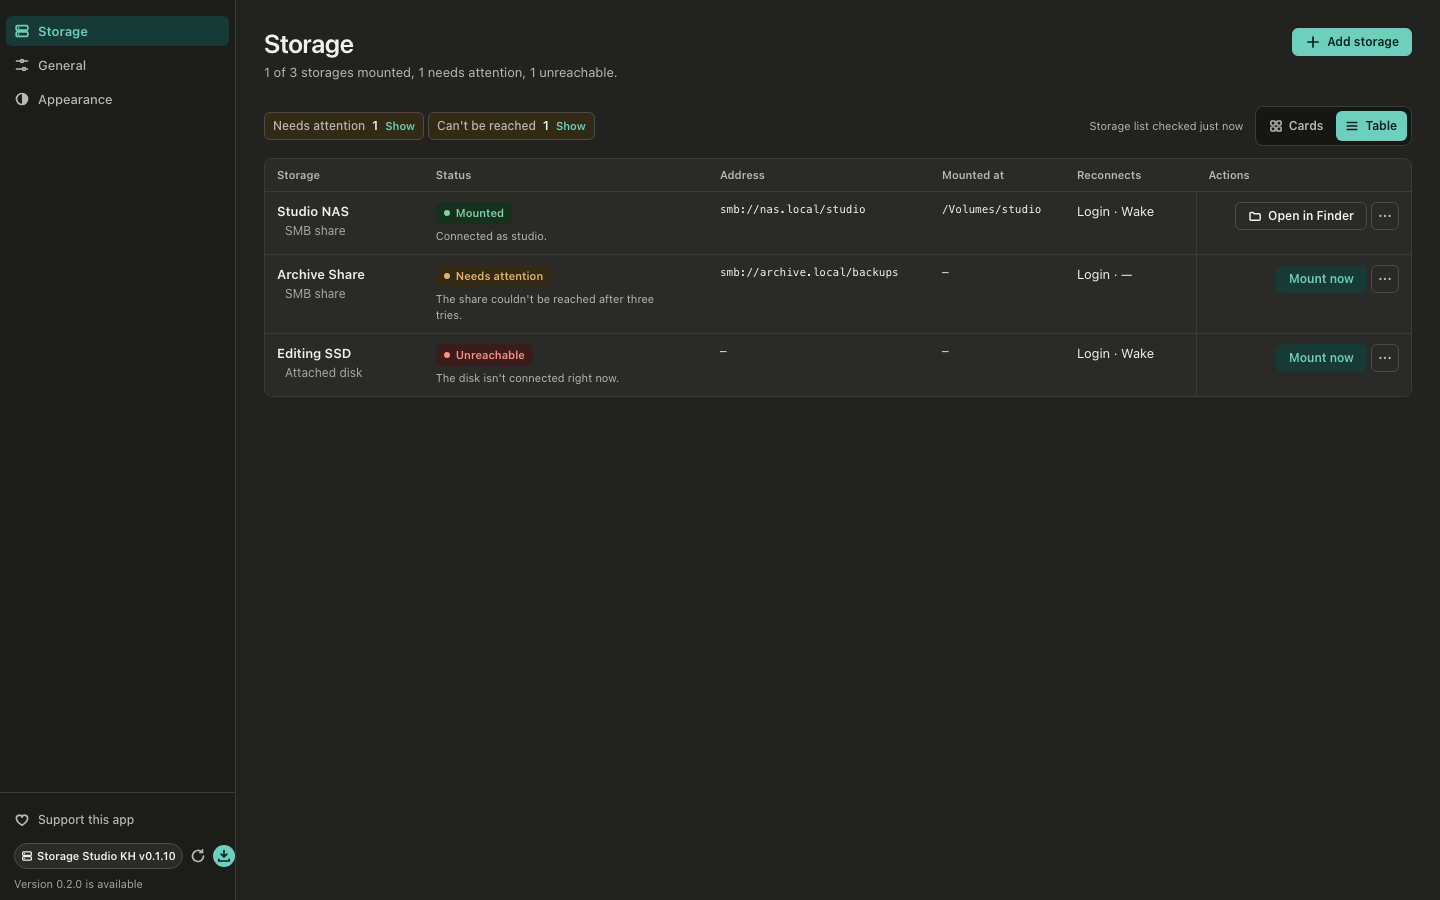 Storage
General
Appearance
Storage
1 of 3 storages mounted, 1 needs attention, 1 unreachable.
Add storage
Needs attention 1 Show
Can't be reached 1 Show
Storage list checked just now
Cards
Table
Storage Status Address Mounted at Reconnects Actions
Studio NAS Mounted smb://nas.local/studio /Volumes/studio Login · Wake Open in Finder ···
SMB share Connected as studio.
Archive Share Needs attention smb://archive.local/backups – Login · — Mount now ···
SMB share The share couldn't be reached after three
tries.
Editing SSD Unreachable – – Login · Wake Mount now ···
Attached disk The disk isn't connected right now.
Support this app
Storage Studio KH v0.1.10
Version 0.2.0 is available